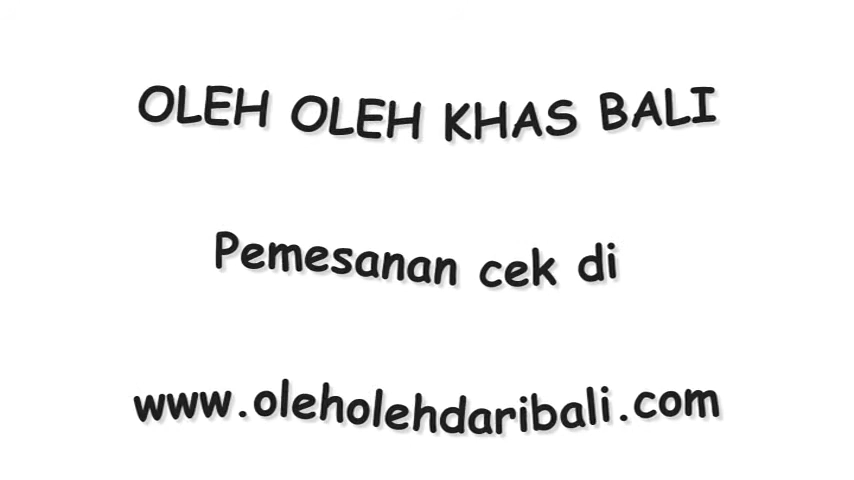 OLEH OLEH KHAS BALI
Pemesanan cek di
www.oleholehdaribali.com